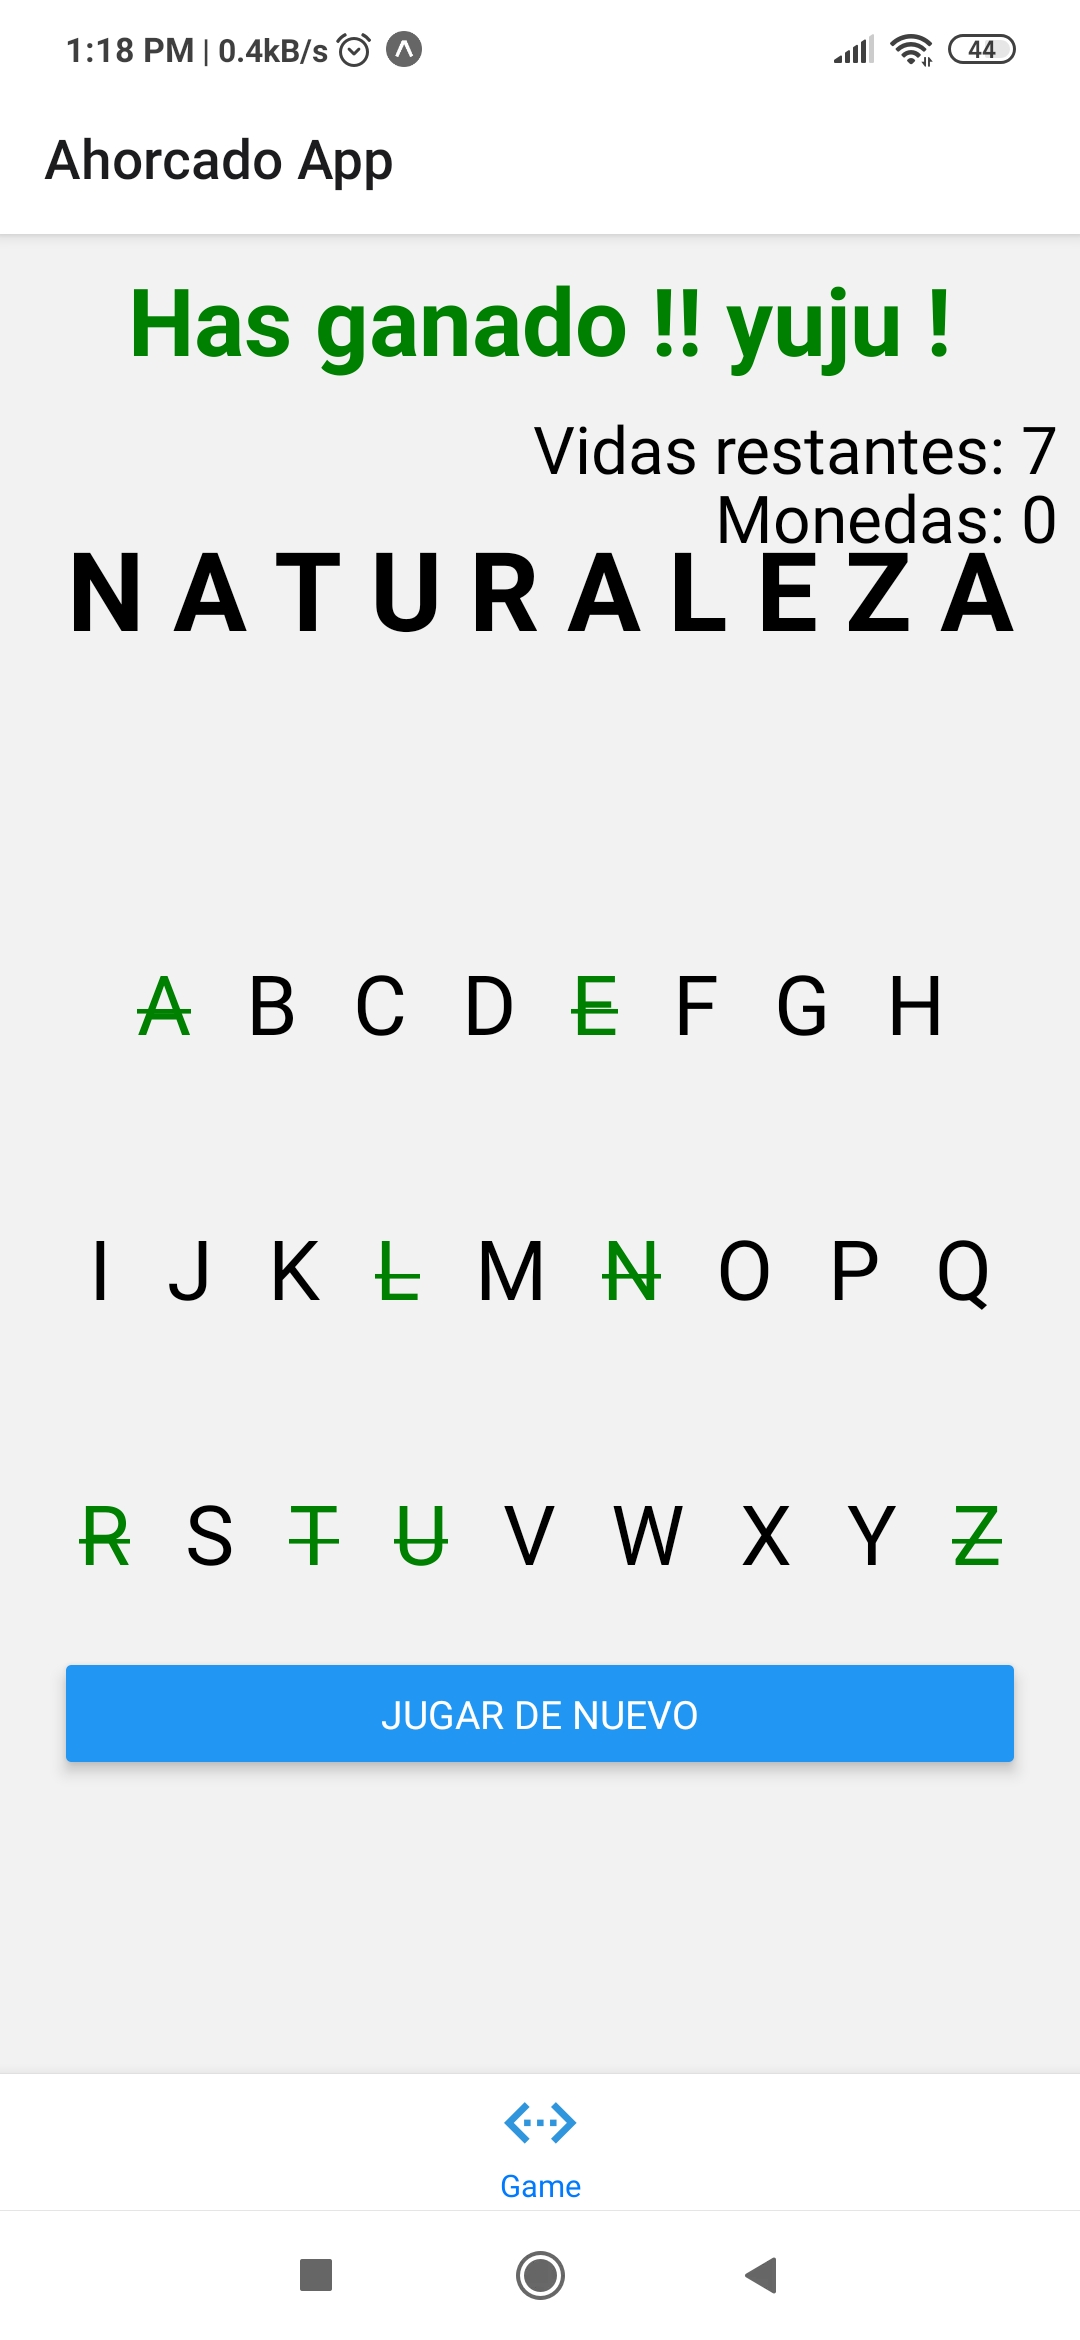 1:18 PM | 0.4kB/s
44
Ahorcado App
Has ganado !! yuju !
Vidas restantes: 7
Monedas: 0
N A T U R A L E Z A
A B C D E F G H
I J K L M N O P Q
R S T U V W X Y Z
JUGAR DE NUEVO
Game